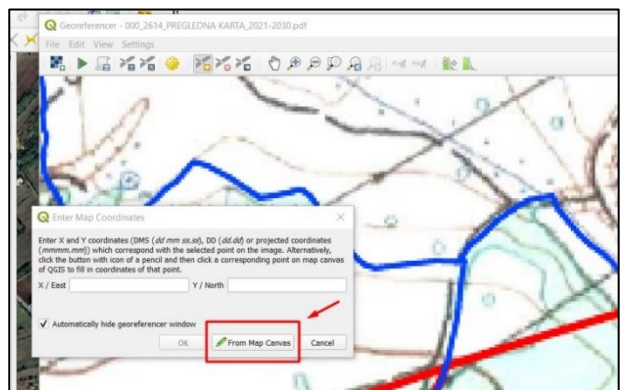 Georeferencer - 000_2614_PREGLEDNA KARTA_2021-2030.pdf
File Edit View Settings
Enter Map Coordinates
Enter X and Y coordinates (DMS (dd mm ss.ss), DD (dd.dd) or projected coordinates
(mmmm.mm)) which correspond with the selected point on the image. Alternatively,
click the button with icon of a pencil and then click a corresponding point on map canvas
of QGIS to fill in coordinates of that point.
X / East Y / North
Automatically hide georeferencer window
OK From Map Canvas Cancel